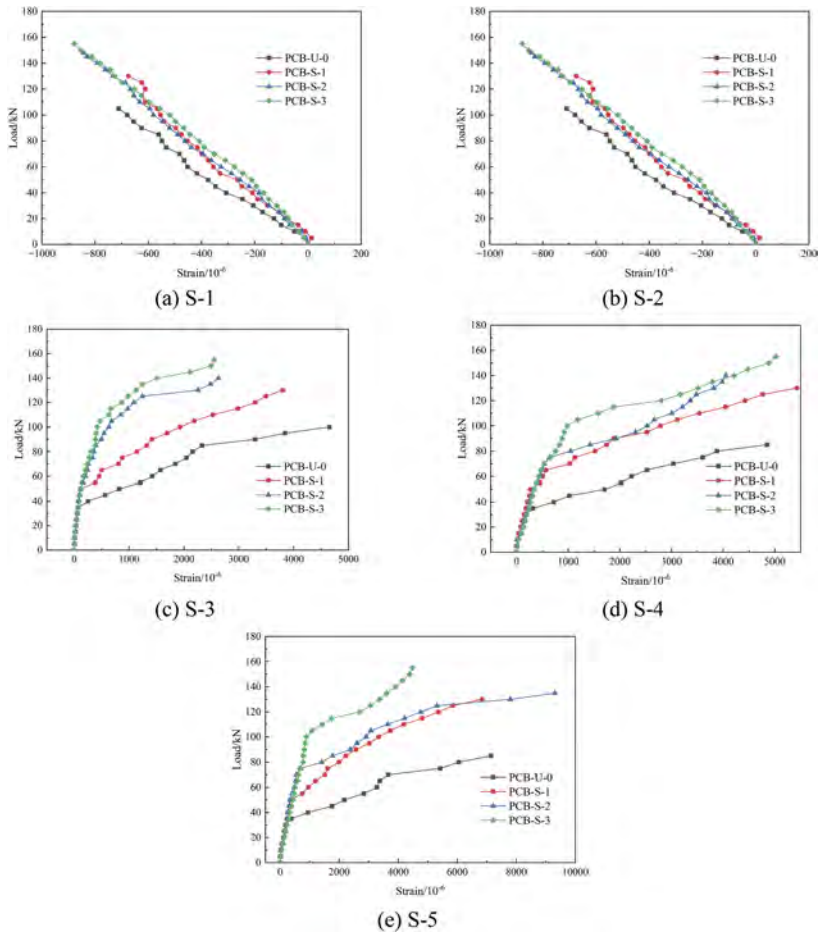 180
160
140
120
100
80
60
40
20
0
Load/kN
PCB-U-0
PCB-S-1
PCB-S-2
PCB-S-3
−1000 −800 −600 −400 −200 0 200
Strain/10⁻⁶
(a) S-1
180
160
140
120
100
80
60
40
20
0
Load/kN
PCB-U-0
PCB-S-1
PCB-S-2
PCB-S-3
−1000 −800 −600 −400 −200 0 200
Strain/10⁻⁶
(b) S-2
180
160
140
120
100
80
60
40
20
0
Load/kN
PCB-U-0
PCB-S-1
PCB-S-2
PCB-S-3
0 1000 2000 3000 4000 5000
Strain/10⁻⁶
(c) S-3
180
160
140
120
100
80
60
40
20
0
Load/kN
PCB-U-0
PCB-S-1
PCB-S-2
PCB-S-3
0 1000 2000 3000 4000 5000
Strain/10⁻⁶
(d) S-4
180
160
140
120
100
80
60
40
20
0
Load/kN
PCB-U-0
PCB-S-1
PCB-S-2
PCB-S-3
0 2000 4000 6000 8000 10000
Strain/10⁻⁶
(e) S-5